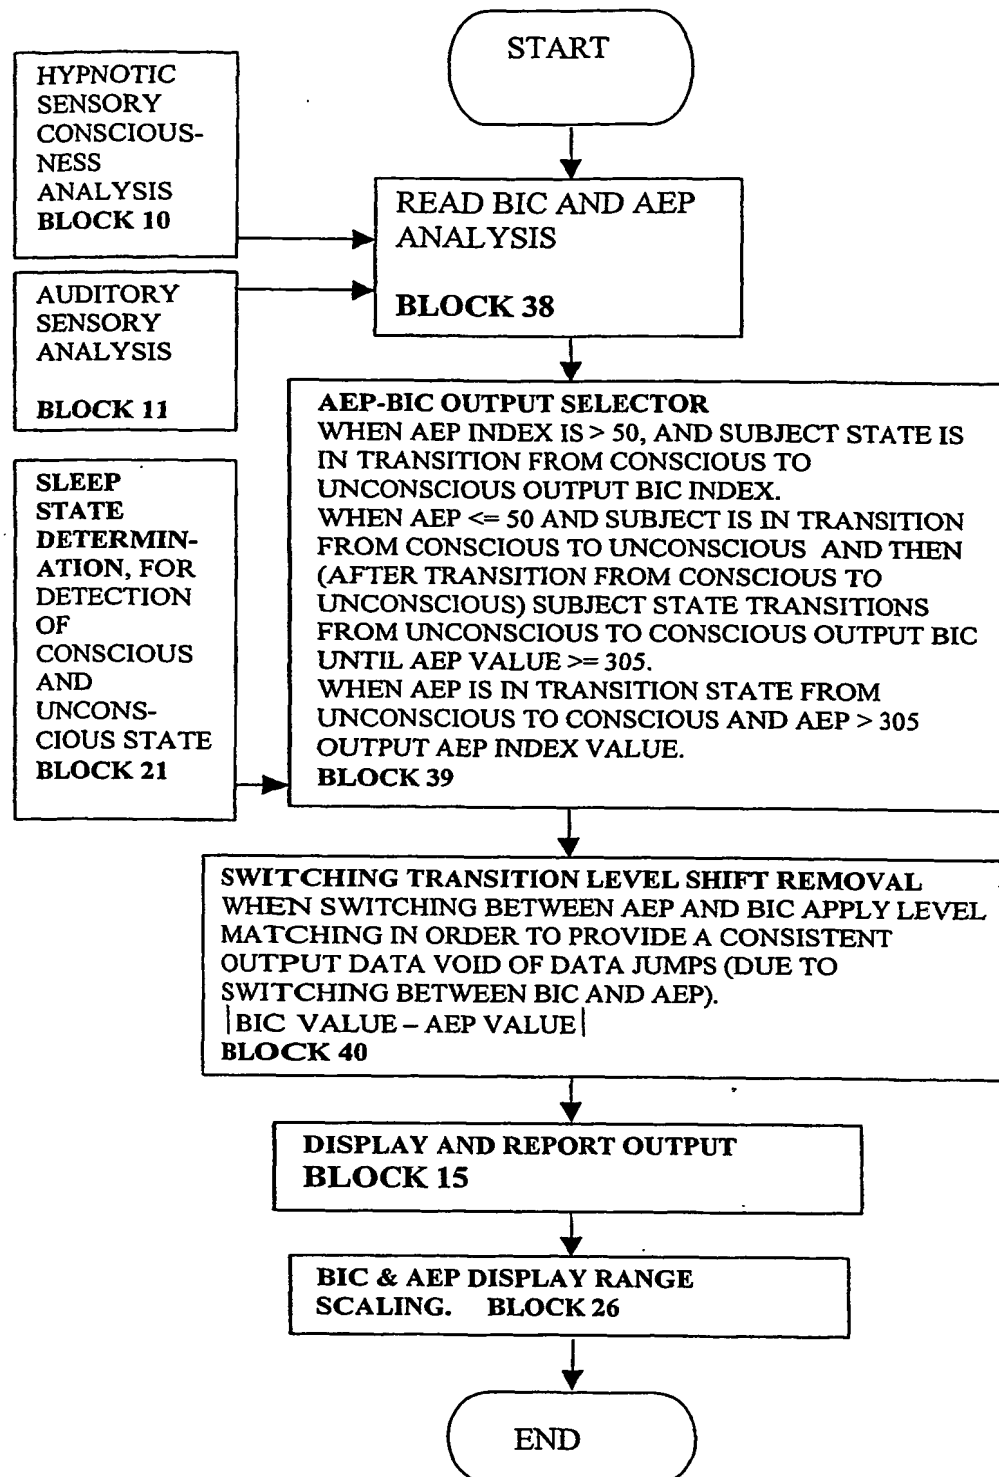 START
HYPNOTIC
SENSORY
CONSCIOUS-
NESS
ANALYSIS
BLOCK 10
READ BIC AND AEP
ANALYSIS
BLOCK 38
AUDITORY
SENSORY
ANALYSIS
BLOCK 11
AEP-BIC OUTPUT SELECTOR
WHEN AEP INDEX IS > 50, AND SUBJECT STATE IS
IN TRANSITION FROM CONSCIOUS TO
UNCONSCIOUS OUTPUT BIC INDEX.
WHEN AEP <= 50 AND SUBJECT IS IN TRANSITION
FROM CONSCIOUS TO UNCONSCIOUS AND THEN
(AFTER TRANSITION FROM CONSCIOUS TO
UNCONSCIOUS) SUBJECT STATE TRANSITIONS
FROM UNCONSCIOUS TO CONSCIOUS OUTPUT BIC
UNTIL AEP VALUE >= 305.
WHEN AEP IS IN TRANSITION STATE FROM
UNCONSCIOUS TO CONSCIOUS AND AEP > 305
OUTPUT AEP INDEX VALUE.
BLOCK 39
SLEEP
STATE
DETERMIN-
ATION, FOR
DETECTION
OF
CONSCIOUS
AND
UNCONS-
CIOUS STATE
BLOCK 21
SWITCHING TRANSITION LEVEL SHIFT REMOVAL
WHEN SWITCHING BETWEEN AEP AND BIC APPLY LEVEL
MATCHING IN ORDER TO PROVIDE A CONSISTENT
OUTPUT DATA VOID OF DATA JUMPS (DUE TO
SWITCHING BETWEEN BIC AND AEP).
|BIC VALUE – AEP VALUE|
BLOCK 40
DISPLAY AND REPORT OUTPUT
BLOCK 15
BIC & AEP DISPLAY RANGE
SCALING. BLOCK 26
END